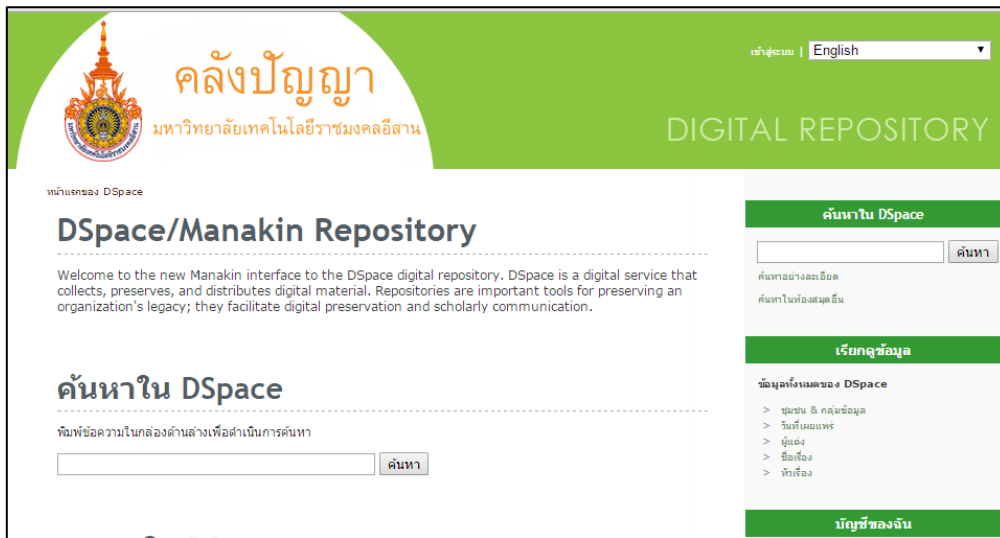 เข้าสู่ระบบ | English
คลังปัญญา
มหาวิทยาลัยเทคโนโลยีราชมงคลอีสาน
DIGITAL REPOSITORY
หน้าแรกของ DSpace
DSpace/Manakin Repository
Welcome to the new Manakin interface to the DSpace digital repository. DSpace is a digital service that
collects, preserves, and distributes digital material. Repositories are important tools for preserving an
organization's legacy; they facilitate digital preservation and scholarly communication.
ค้นหาใน DSpace
พิมพ์ข้อความในกล่องด้านล่างเพื่อดำเนินการค้นหา
ค้นหา
ค้นหาใน DSpace
ค้นหา
ค้นหาอย่างละเอียด
ค้นหาในห้องสมุดอื่น
เรียกดูข้อมูล
ข้อมูลทั้งหมดของ DSpace
> ชุมชน & กลุ่มข้อมูล
> วันที่เผยแพร่
> ผู้แต่ง
> ชื่อเรื่อง
> หัวเรื่อง
บัญชีของฉัน